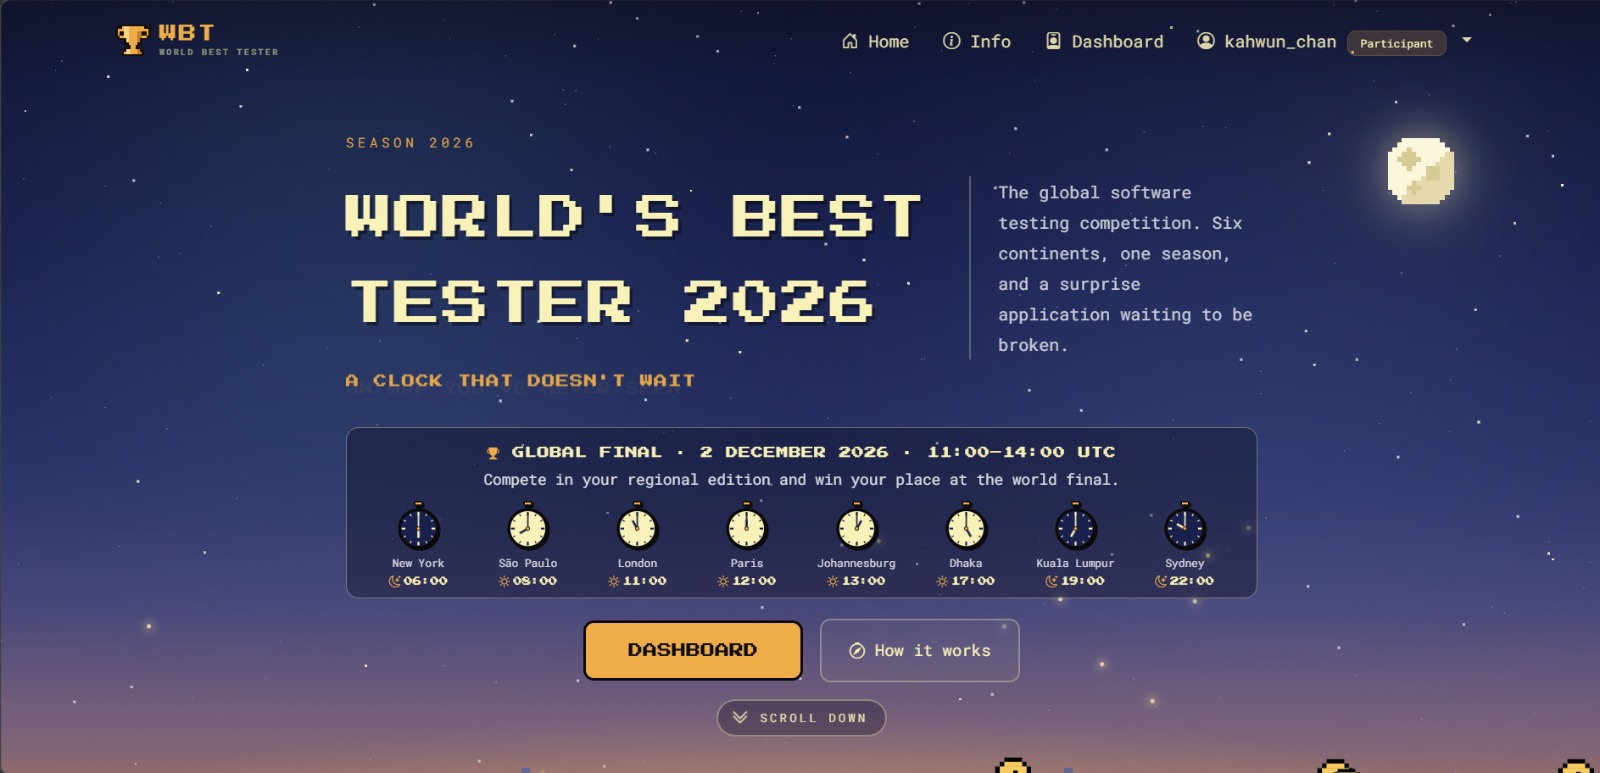 WBT
WORLD BEST TESTER
Home
Info
Dashboard
kahwun_chan
Participant
SEASON 2026
WORLD'S BEST
TESTER 2026
The global software
testing competition. Six
continents, one season,
and a surprise
application waiting to be
broken.
A CLOCK THAT DOESN'T WAIT
GLOBAL FINAL · 2 DECEMBER 2026 · 11:00–14:00 UTC
Compete in your regional edition and win your place at the world final.
New York
São Paulo
London
Paris
Johannesburg
Dhaka
Kuala Lumpur
Sydney
06:00
08:00
11:00
12:00
13:00
17:00
19:00
22:00
DASHBOARD
How it works
SCROLL DOWN